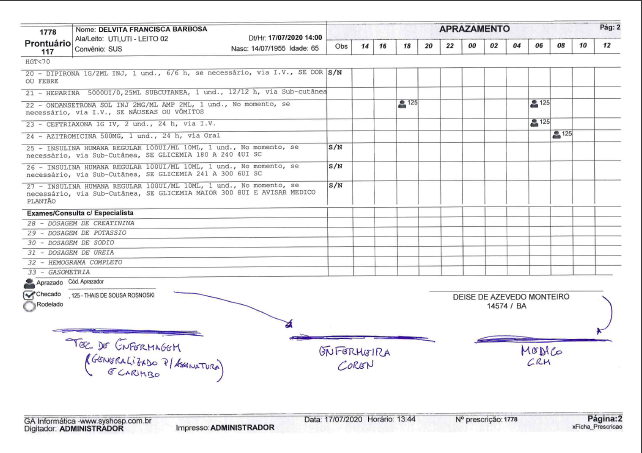 1778
Prontuário
117
Nome: DELVITA FRANCISCA BARBOSA
Ala/Leito: UTI,UTI - LEITO 02
Convênio: SUS
Dt/Hr: 17/07/2020 14:00
Nasc: 14/07/1955 Idade: 65
APRAZAMENTO
Pág: 2
Obs 14 16 18 20 22 00 02 04 06 08 10 12
HGT<70
20 - DIPIRONA 1G/2ML INJ, 1 und., 6/6 h, se necessário, via I.V., SE DOR S/N
OU FEBRE
21 - HEPARINA 5000UI/0,25ML SUBCUTANEA, 1 und., 12/12 h, via Sub-cutânea
22 - ONDANSETRONA SOL INJ 2MG/ML AMP 2ML, 1 und., No momento, se 125 125
necessário, via I.V., SE NÁUSEAS OU VÔMITOS
23 - CEFTRIAXONA 1G IV, 2 und., 24 h, via I.V. 125
24 - AZITROMICINA 500MG, 1 und., 24 h, via Oral 125
25 - INSULINA HUMANA REGULAR 100UI/ML 10ML, 1 und., No momento, se S/N
necessário, via Sub-Cutânea, SE GLICEMIA 180 A 240 4UI SC
26 - INSULINA HUMANA REGULAR 100UI/ML 10ML, 1 und., No momento, se S/N
necessário, via Sub-Cutânea, SE GLICEMIA 241 A 300 6UI SC
27 - INSULINA HUMANA REGULAR 100UI/ML 10ML, 1 und., No momento, se S/N
necessário, via Sub-Cutânea, SE GLICEMIA MAIOR 300 8UI E AVISAR MEDICO
PLANTÃO
Exames/Consulta c/ Especialista
28 - DOSAGEM DE CREATININA
29 - DOSAGEM DE POTASSIO
30 - DOSAGEM DE SODIO
31 - DOSAGEM DE UREIA
32 - HEMOGRAMA COMPLETO
33 - GASOMETRIA
Aprazado Cód. Aprazador
Checado , 125 - THAIS DE SOUSA ROSNOSKI
Rodelado
DEISE DE AZEVEDO MONTEIRO
14574 / BA
TEC. DE ENFERMAGEM
(GENERALIZADO P/ ASSINATURA
E CARIMBO)
ENFERMEIRA
COREN
MEDICO
CRM
GA Informática -www.syshosp.com.br
Digitador: ADMINISTRADOR
Impresso: ADMINISTRADOR
Data: 17/07/2020 Horário: 13:44
Nº prescrição: 1778
Página:2
xFicha_Prescricao